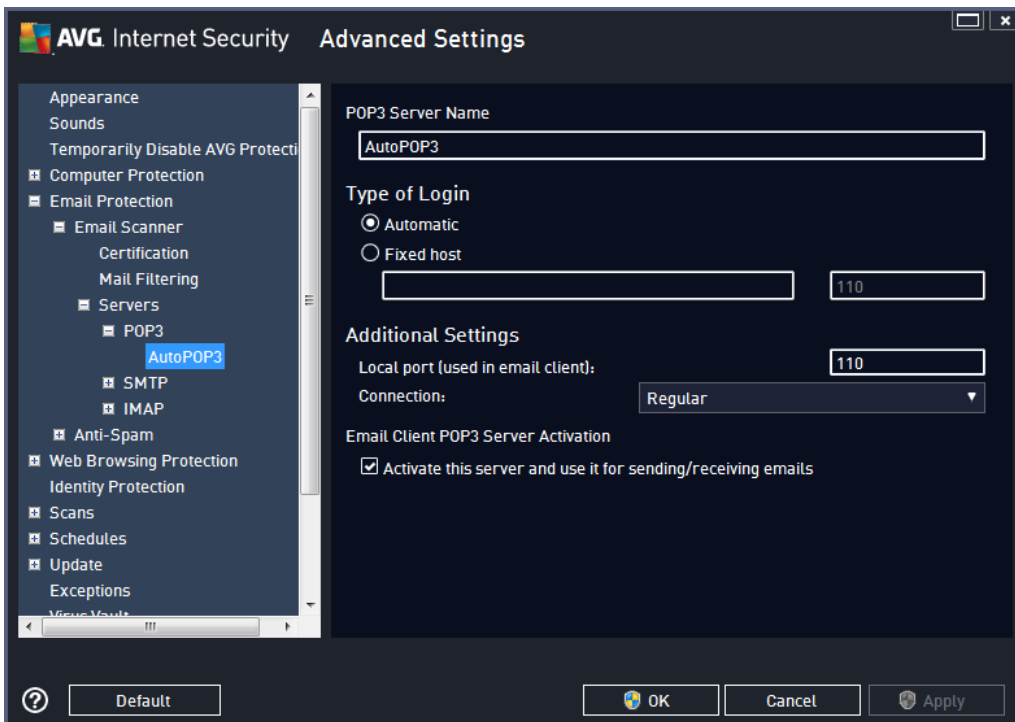 AVG. Internet Security Advanced Settings
Appearance
Sounds
Temporarily Disable AVG Protecti
Computer Protection
Email Protection
Email Scanner
Certification
Mail Filtering
Servers
POP3
AutoPOP3
SMTP
IMAP
Anti-Spam
Web Browsing Protection
Identity Protection
Scans
Schedules
Update
Exceptions
Virus Vault
POP3 Server Name
AutoPOP3
Type of Login
Automatic
Fixed host
110
Additional Settings
Local port (used in email client): 110
Connection: Regular
Email Client POP3 Server Activation
Activate this server and use it for sending/receiving emails
? Default OK Cancel Apply